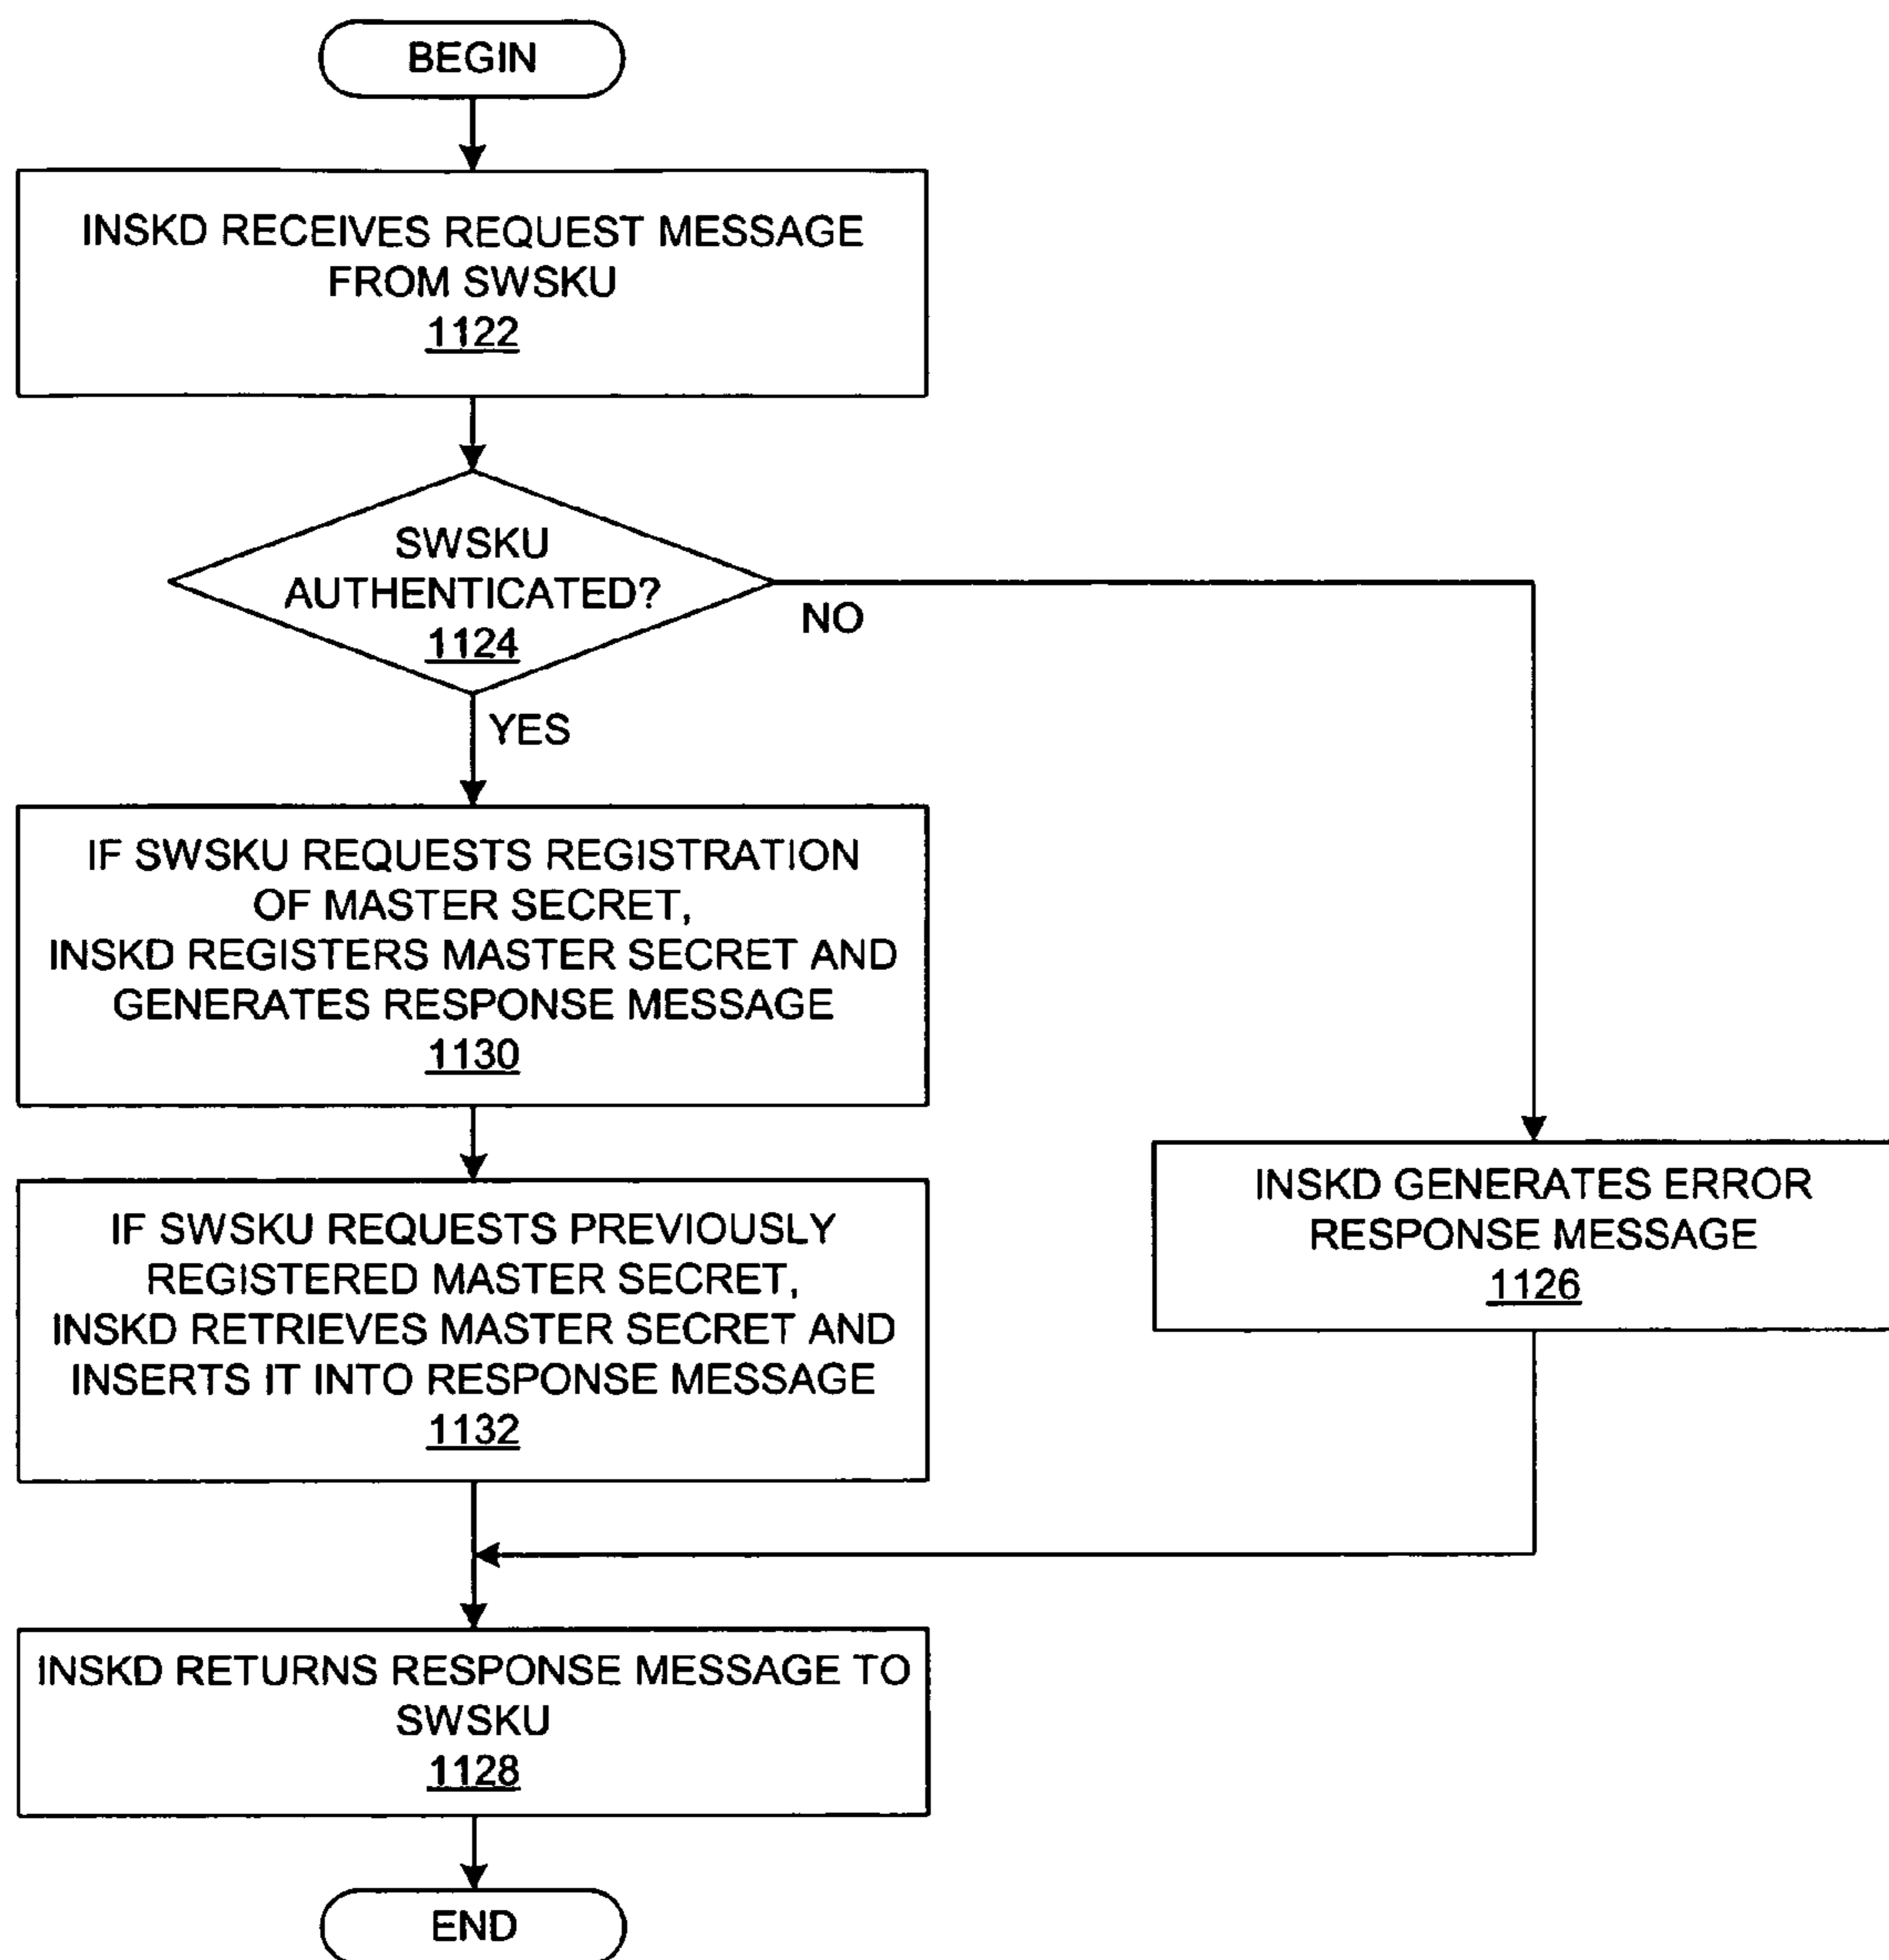 BEGIN
INSKD RECEIVES REQUEST MESSAGE
FROM SWSKU
1122
SWSKU
AUTHENTICATED?
1124
NO
YES
IF SWSKU REQUESTS REGISTRATION
OF MASTER SECRET,
INSKD REGISTERS MASTER SECRET AND
GENERATES RESPONSE MESSAGE
1130
IF SWSKU REQUESTS PREVIOUSLY
REGISTERED MASTER SECRET,
INSKD RETRIEVES MASTER SECRET AND
INSERTS IT INTO RESPONSE MESSAGE
1132
INSKD GENERATES ERROR
RESPONSE MESSAGE
1126
INSKD RETURNS RESPONSE MESSAGE TO
SWSKU
1128
END